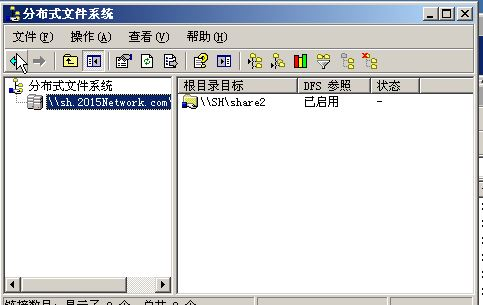 分布式文件系统
文件(F) 操作(A) 查看(V) 帮助(H)
分布式文件系统
\\sh.2015Network.com\
根目录目标 DFS 参照 状态
\\SH\share2 已启用 -